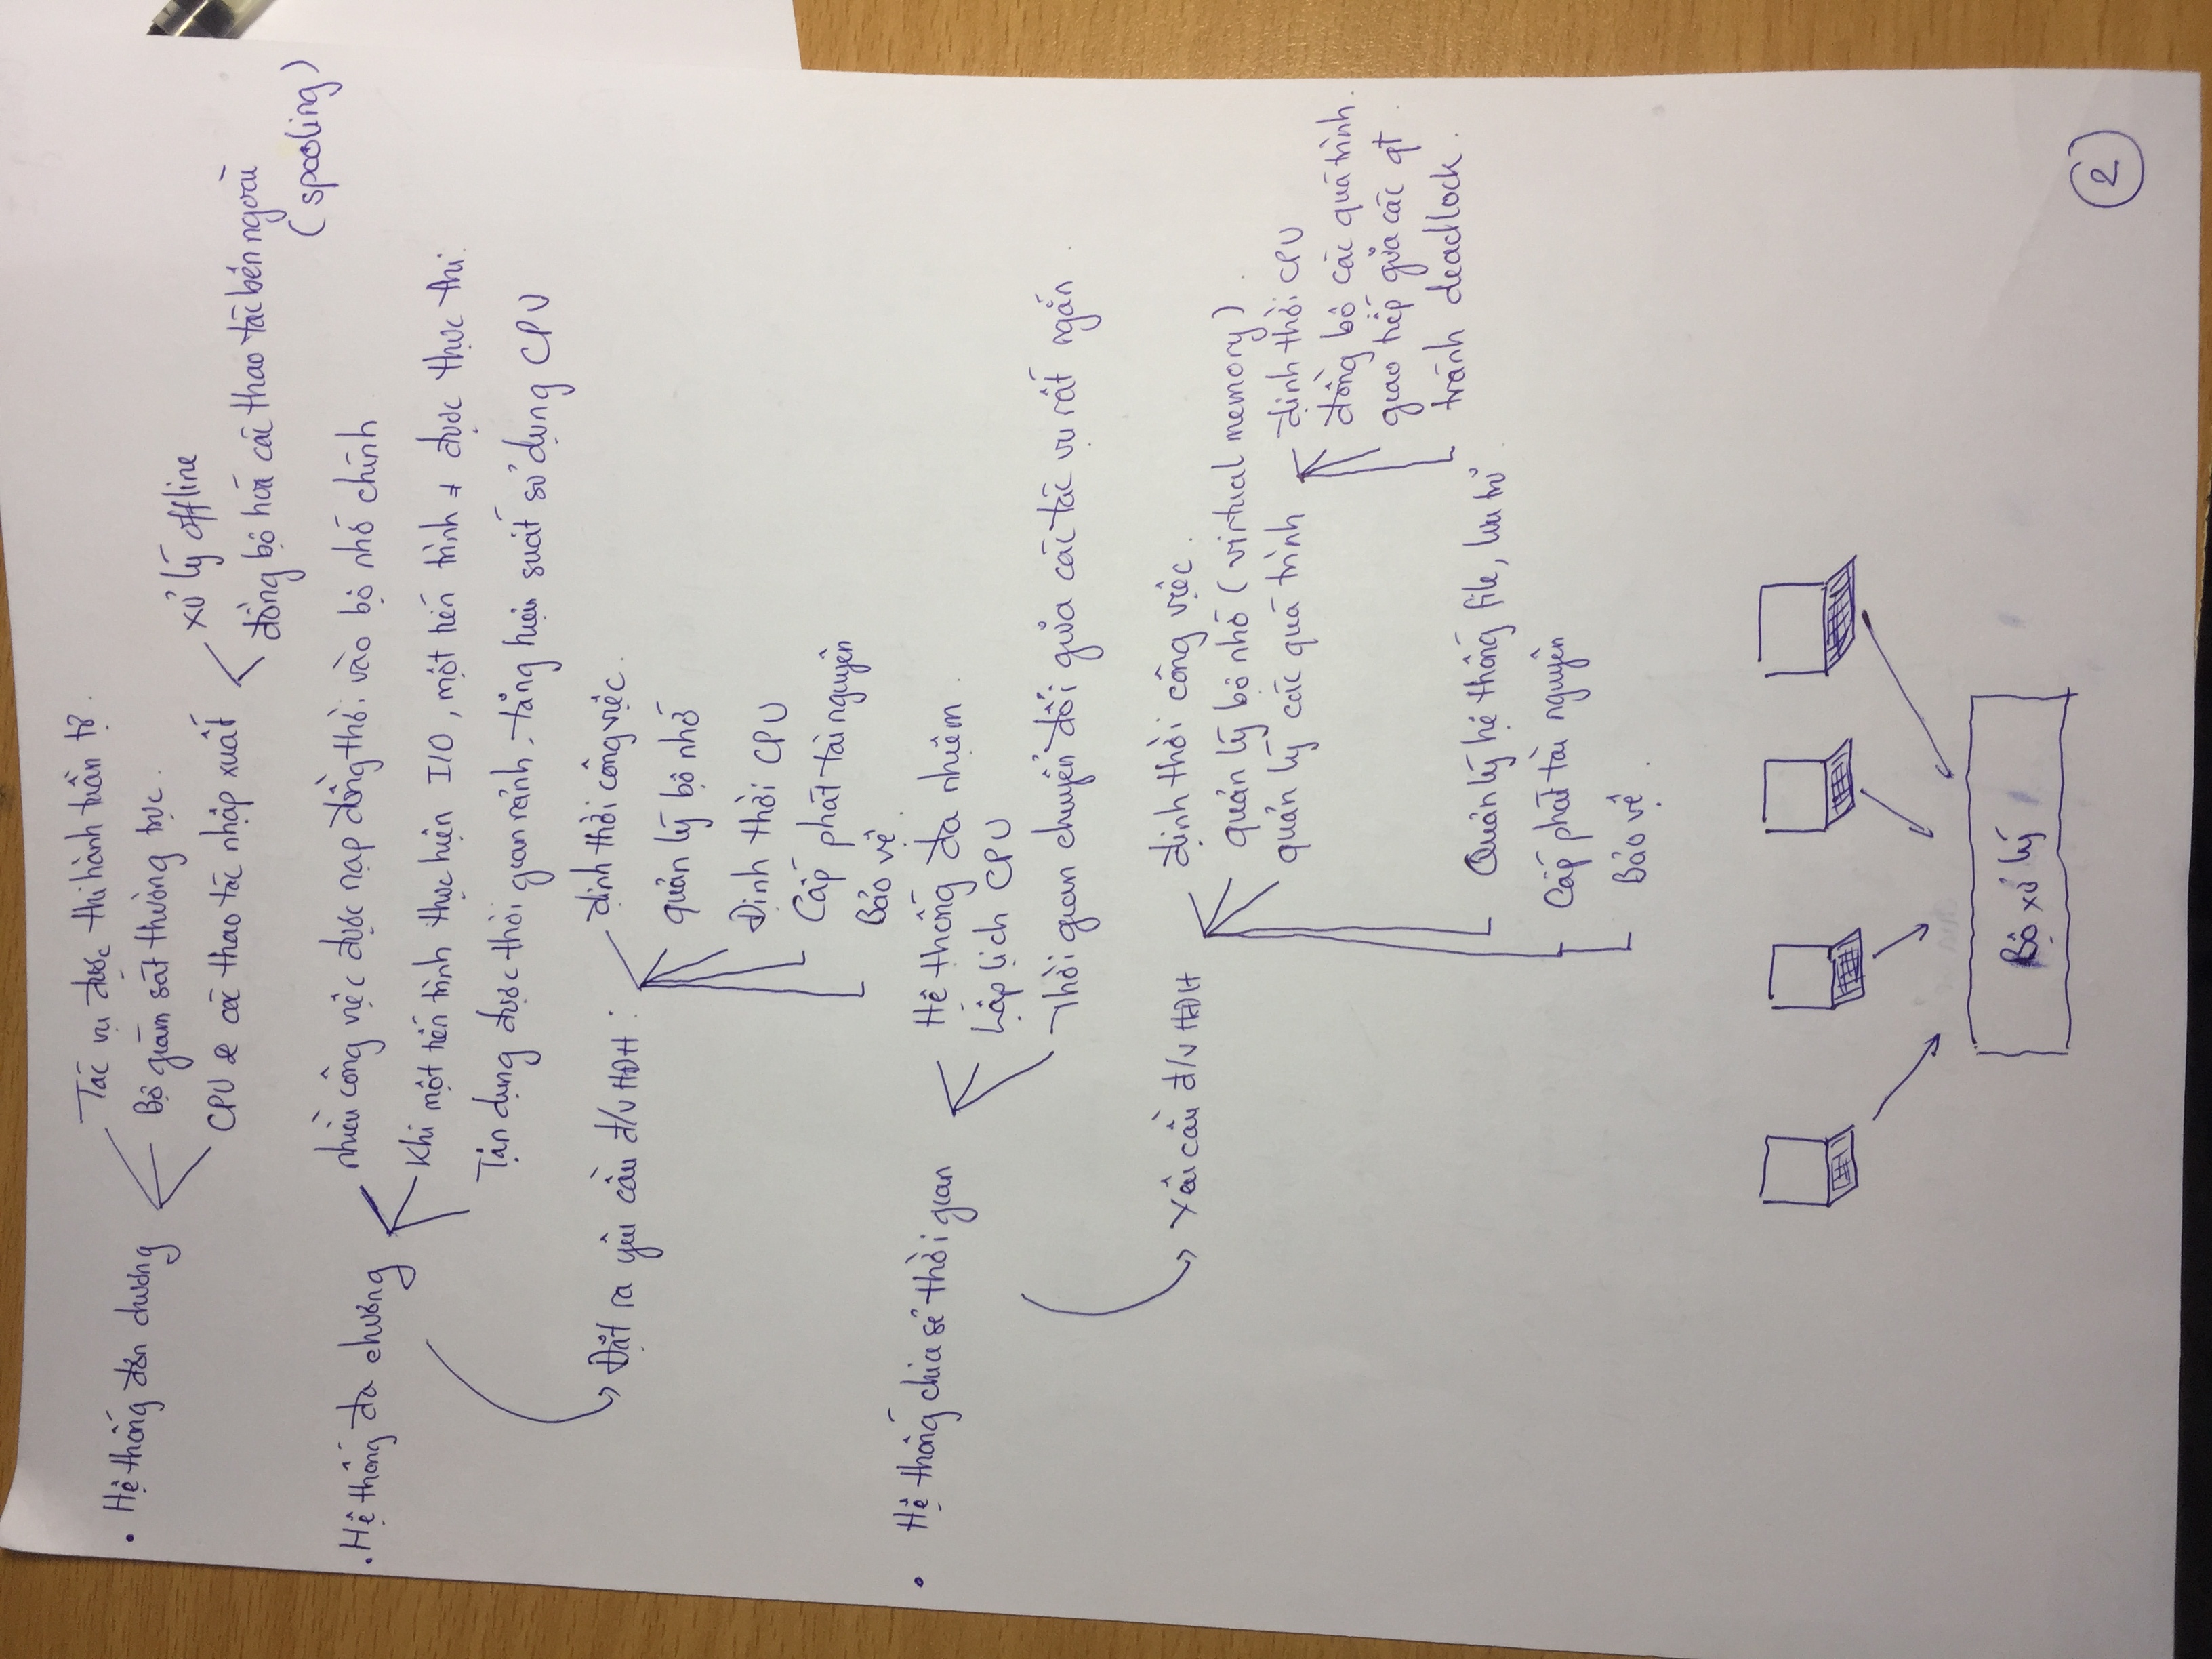 . Hệ thống đơn chương
Tác vụ được thi hành tuần tự.
Bộ giám sát thường trực.
CPU & các thao tác nhập xuất
xử lý offline
đồng bộ hoá các thao tác bên ngoài
(spooling)
. Hệ thống đa chương
nhiều công việc được nạp đồng thời vào bộ nhớ chính
Khi một tiến trình thực hiện I/O, một tiến trình ≠ được thực thi.
Tận dụng được thời gian rảnh, tăng hiệu suất sử dụng CPU
→ Đặt ra yêu cầu đ/v HĐH:
định thời công việc.
quản lý bộ nhớ
Định thời CPU
Cấp phát tài nguyên
Bảo vệ.
. Hệ thống chia sẻ thời gian
Hệ thống đa nhiệm.
Lập lịch CPU
Thời gian chuyển đổi giữa các tác vụ rất ngắn.
→ Yêu cầu đ/v HĐH
định thời công việc.
quản lý bộ nhớ (virtual memory).
quản lý các quá trình
định thời CPU
đồng bộ các quá trình.
giao tiếp giữa các qt.
tránh deadlock.
Quản lý hệ thống file, lưu trữ.
Cấp phát tài nguyên
Bảo vệ.
Bộ xử lý
2